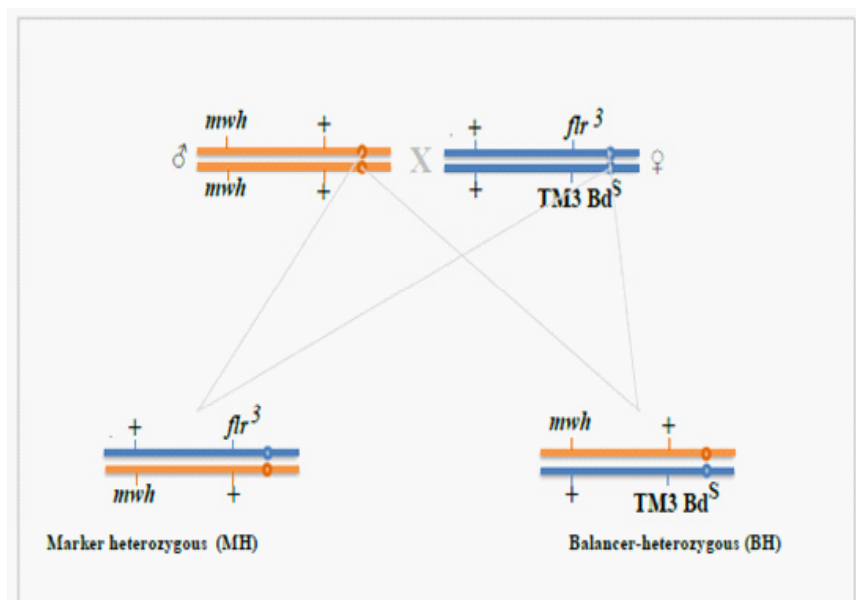 mwh + + flr 3
♂ X ♀
mwh + + TM3 Bd S
+ flr 3 mwh +
mwh + + TM3 Bd S
Marker heterozygous (MH) Balancer-heterozygous (BH)